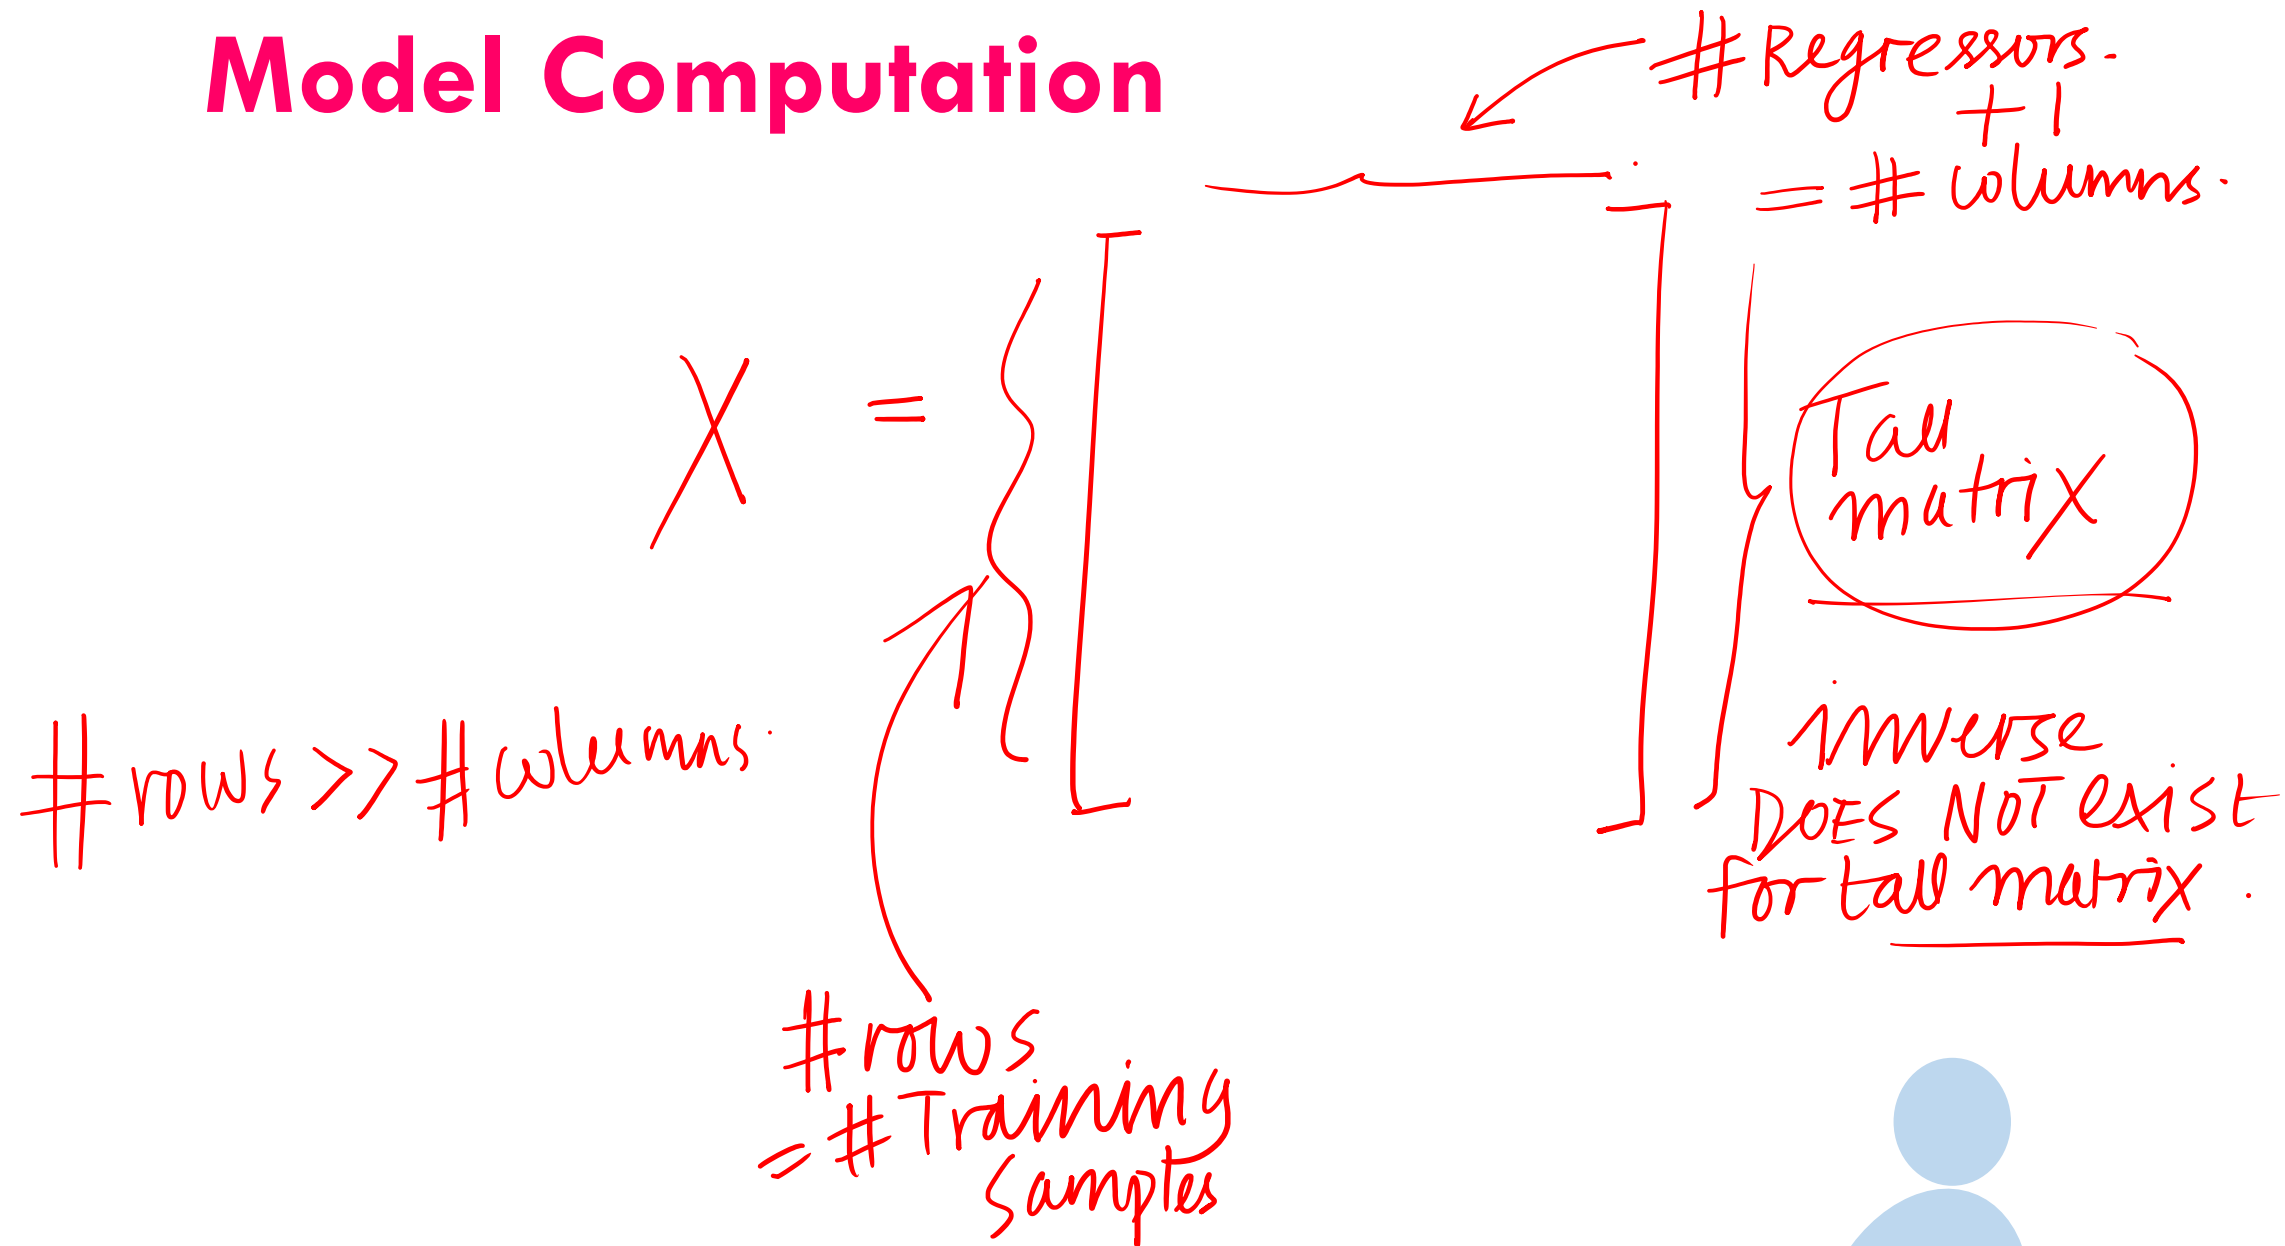 Model Computation
#Regressors.
+1
= # columns.
X =
Tall
matrix
#rows >> #columns.
inverse
DOES NOT exist
for tall matrix.
#rows
= #Training
samples